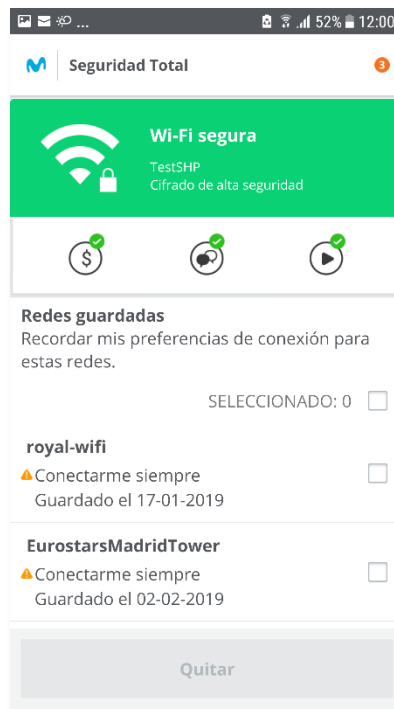 ... 52% 12:00
Seguridad Total 3
Wi-Fi segura
TestSHP
Cifrado de alta seguridad
$
Redes guardadas
Recordar mis preferencias de conexión para
estas redes.
SELECCIONADO: 0
royal-wifi
Conectarme siempre
Guardado el 17-01-2019
EurostarsMadridTower
Conectarme siempre
Guardado el 02-02-2019
Quitar